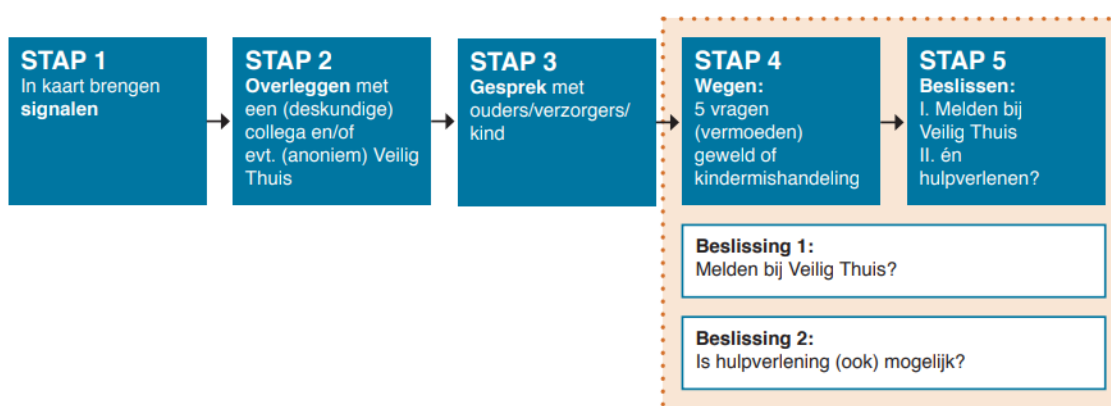 STAP 1
In kaart brengen
signalen
STAP 2
Overleggen met
een (deskundige)
collega en/of
evt. (anoniem) Veilig
Thuis
STAP 3
Gesprek met
ouders/verzorgers/
kind
STAP 4
Wegen:
5 vragen
(vermoeden)
geweld of
kindermishandeling
STAP 5
Beslissen:
I. Melden bij
Veilig Thuis
II. én
hulpverlenen?
Beslissing 1:
Melden bij Veilig Thuis?
Beslissing 2:
Is hulpverlening (ook) mogelijk?